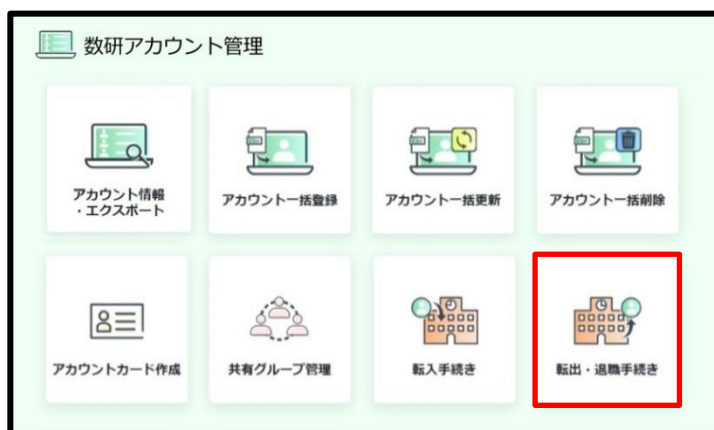 数研アカウント管理
アカウント情報
・エクスポート
アカウント一括登録
アカウント一括更新
アカウント一括削除
アカウントカード作成
共有グループ管理
転入手続き
転出・退職手続き